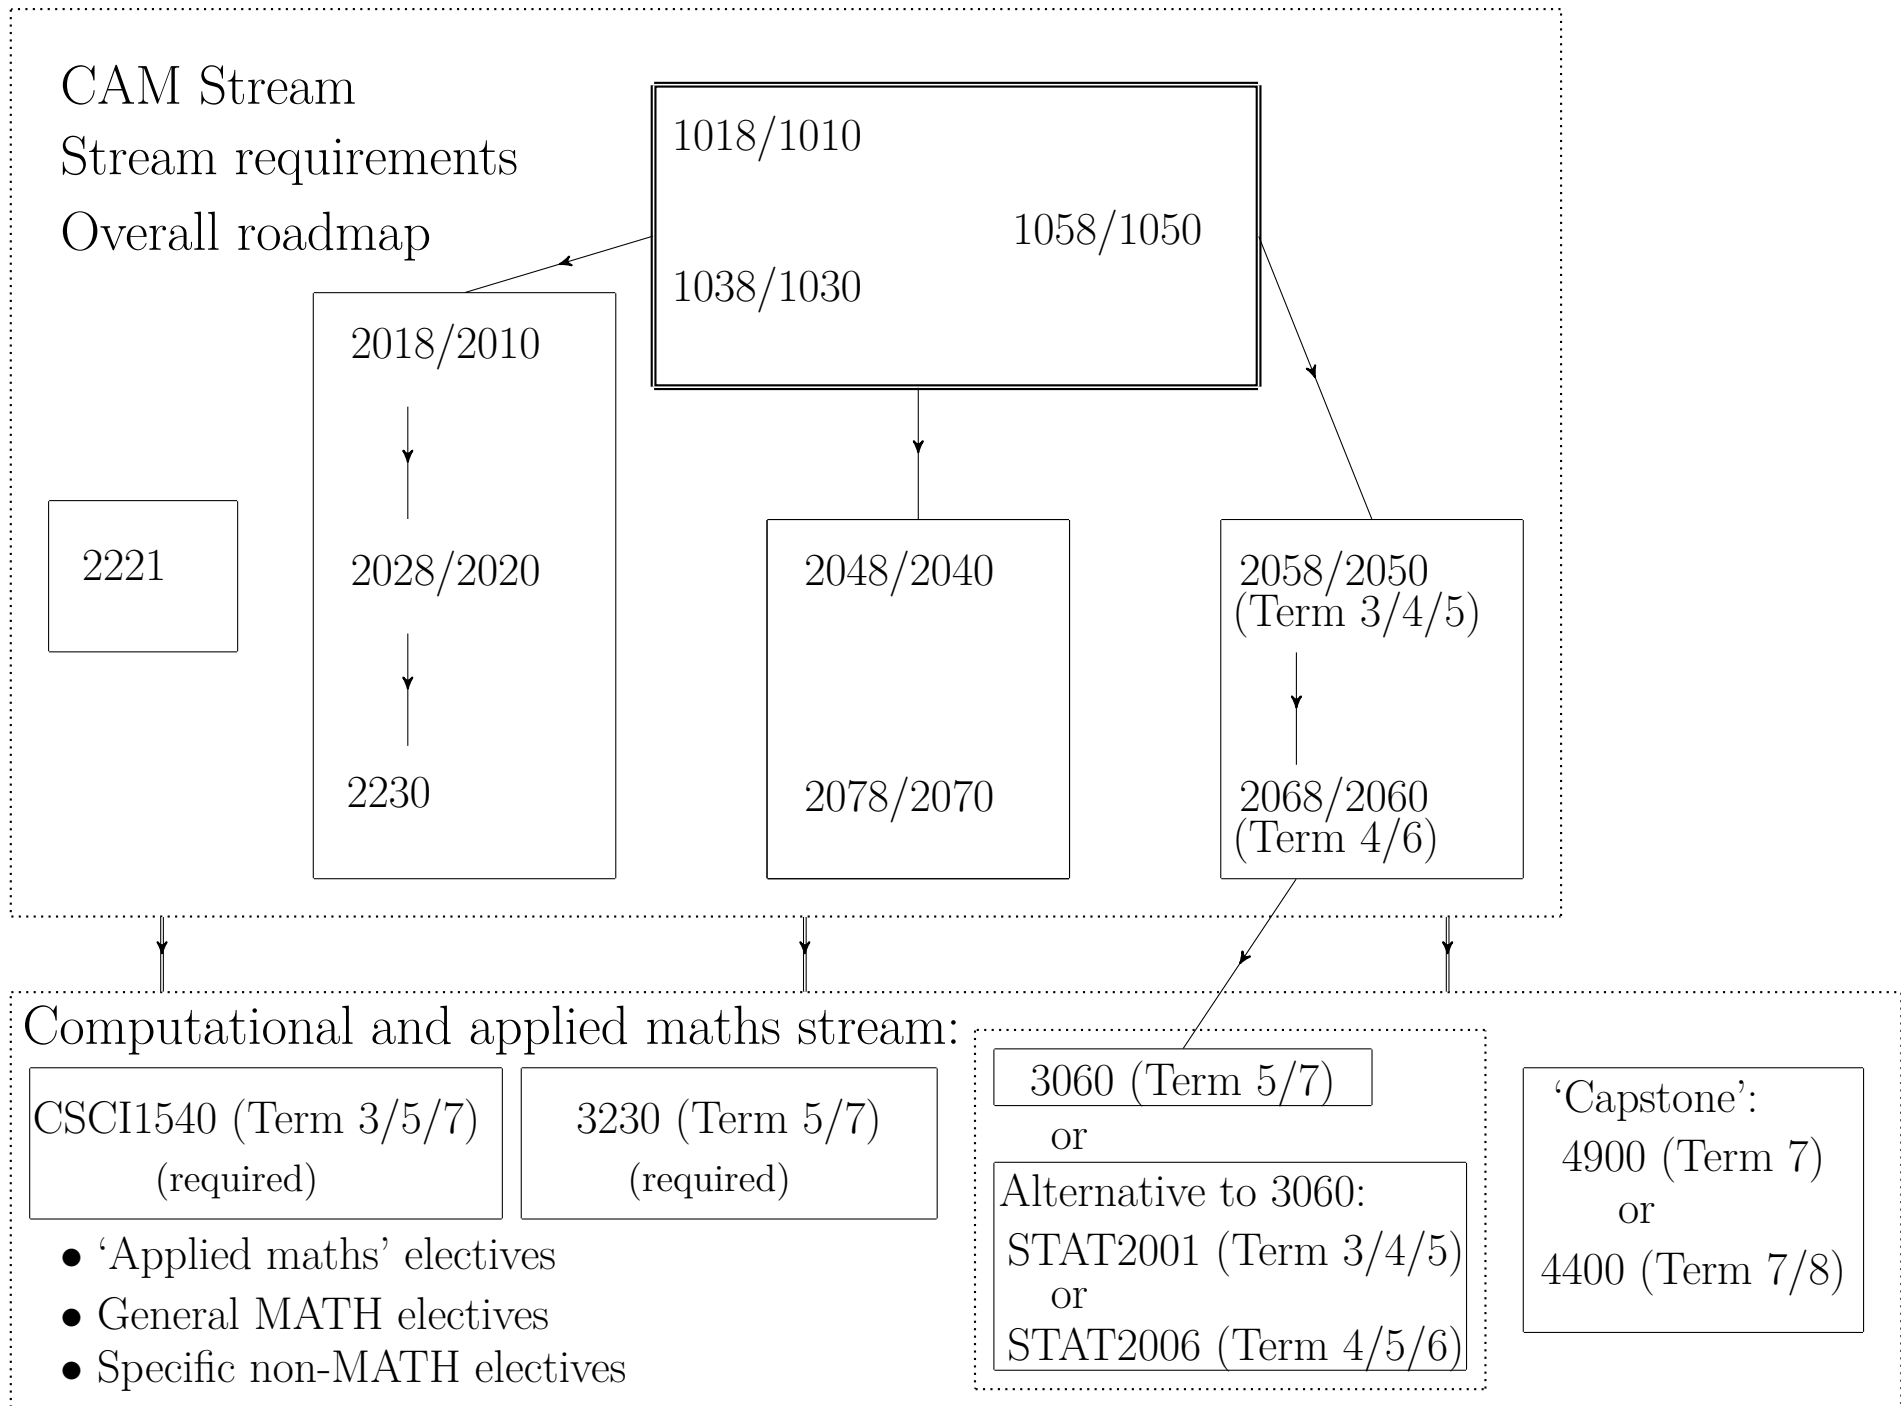 CAM Stream
Stream requirements
Overall roadmap
1018/1010
1058/1050
1038/1030
2018/2010
2221
2028/2020
2230
2048/2040
2078/2070
2058/2050
(Term 3/4/5)
2068/2060
(Term 4/6)
Computational and applied maths stream:
CSCI1540 (Term 3/5/7)
(required)
3230 (Term 5/7)
(required)
• ‘Applied maths’ electives
• General MATH electives
• Specific non-MATH electives
3060 (Term 5/7)
or
Alternative to 3060:
STAT2001 (Term 3/4/5)
or
STAT2006 (Term 4/5/6)
‘Capstone’:
4900 (Term 7)
or
4400 (Term 7/8)